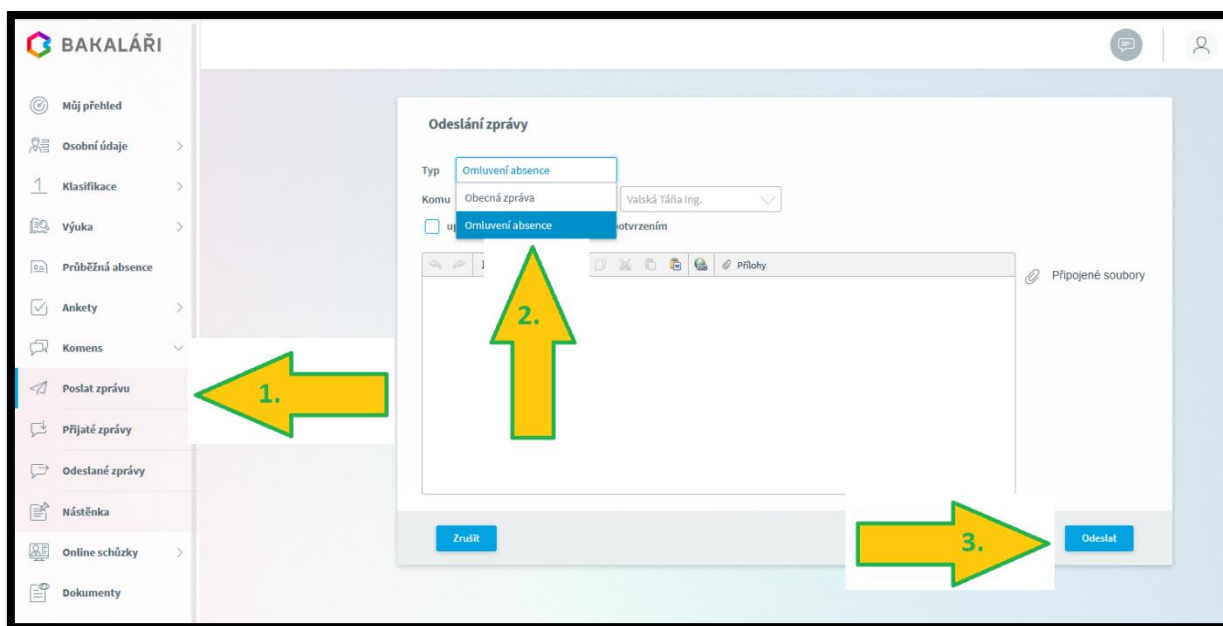 BAKALÁŘI
Můj přehled
Osobní údaje
Klasifikace
Výuka
Průběžná absence
Ankety
Komens
Poslat zprávu
Přijaté zprávy
Odeslané zprávy
Nástěnka
Online schůzky
Dokumenty
1.
Odeslání zprávy
Typ Omluvení absence
Obecná zpráva
Omluvení absence
Komu Valská Táňa Ing.
Přílohy
Připojené soubory
2.
Zrušit
3.
Odeslat